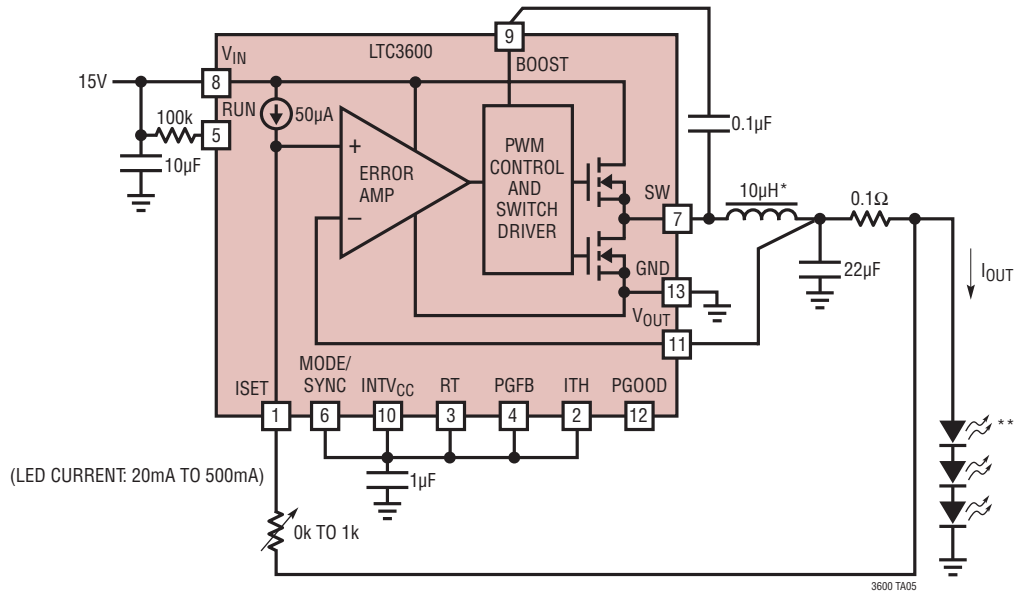 9
LTC3600
BOOST
VIN
15V
8
RUN
50µA
100k
5
10µF
+
ERROR
AMP
–
PWM
CONTROL
AND
SWITCH
DRIVER
0.1µF
SW
7
10µH*
0.1Ω
GND
13
22µF
IOUT
VOUT
11
MODE/
SYNC
INTVCC
RT
PGFB
ITH
PGOOD
ISET
1
6
10
3
4
2
12
**
(LED CURRENT: 20mA TO 500mA)
1µF
0k TO 1k
3600 TA05